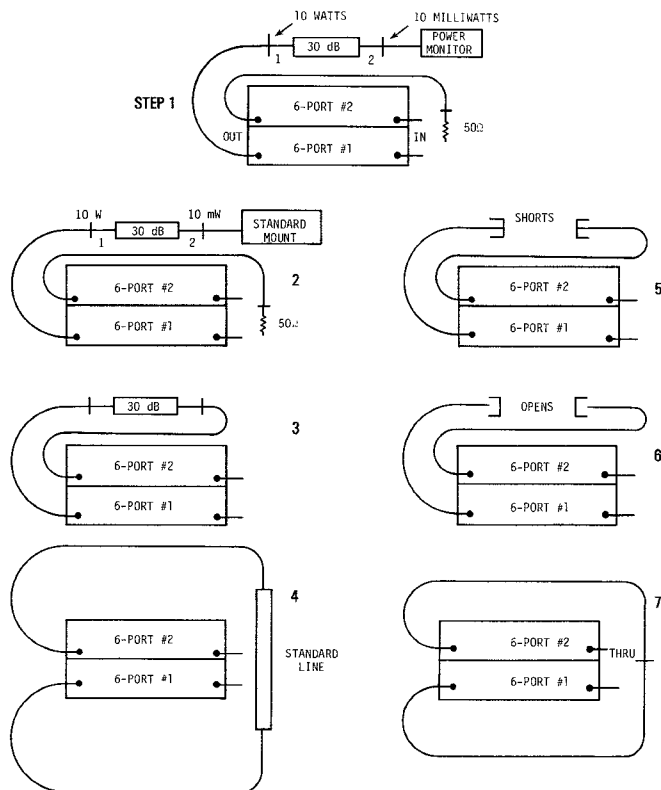 10 WATTS
10 MILLIWATTS
30 dB
POWER
MONITOR
1
2
STEP 1
6-PORT #2
50Ω
OUT
IN
6-PORT #1
10 W
10 mW
30 dB
STANDARD
MOUNT
1
2
2
6-PORT #2
6-PORT #1
50Ω
SHORTS
6-PORT #2
5
6-PORT #1
30 dB
3
6-PORT #2
6-PORT #1
OPENS
6-PORT #2
6
6-PORT #1
4
6-PORT #2
6-PORT #1
STANDARD
LINE
7
6-PORT #2
THRU
6-PORT #1